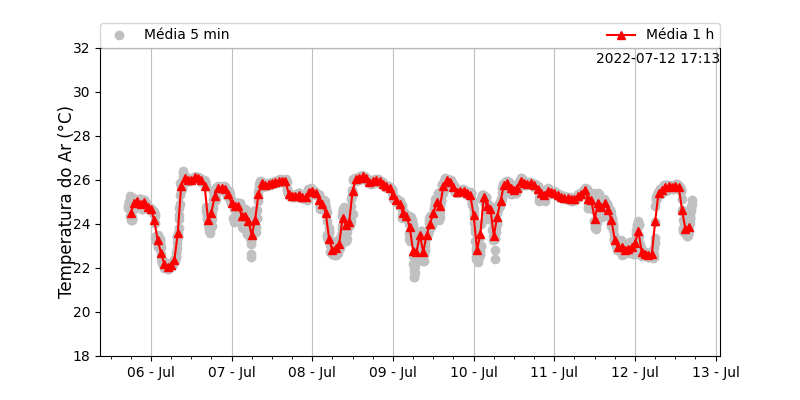 Média 5 min
Média 1 h
2022-07-12 17:13
Temperatura do Ar (°C)
32
30
28
26
24
22
20
18
06 - Jul
07 - Jul
08 - Jul
09 - Jul
10 - Jul
11 - Jul
12 - Jul
13 - Jul